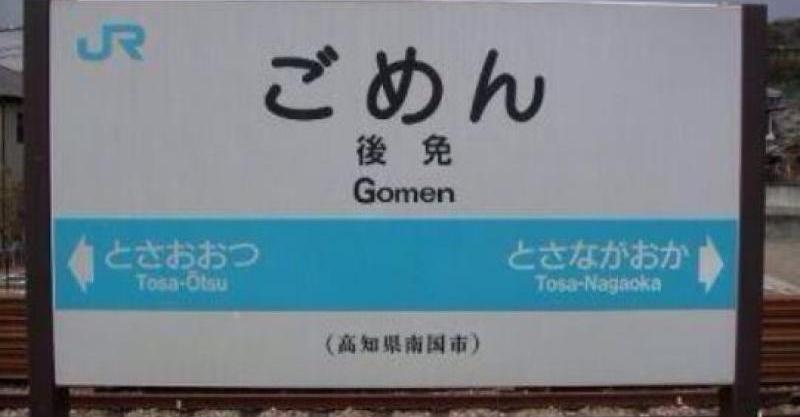 JR
ごめん
後免
Gomen
とさおおつ
Tosa-Ōtsu
とさながおか
Tosa-Nagaoka
（高知県南国市）